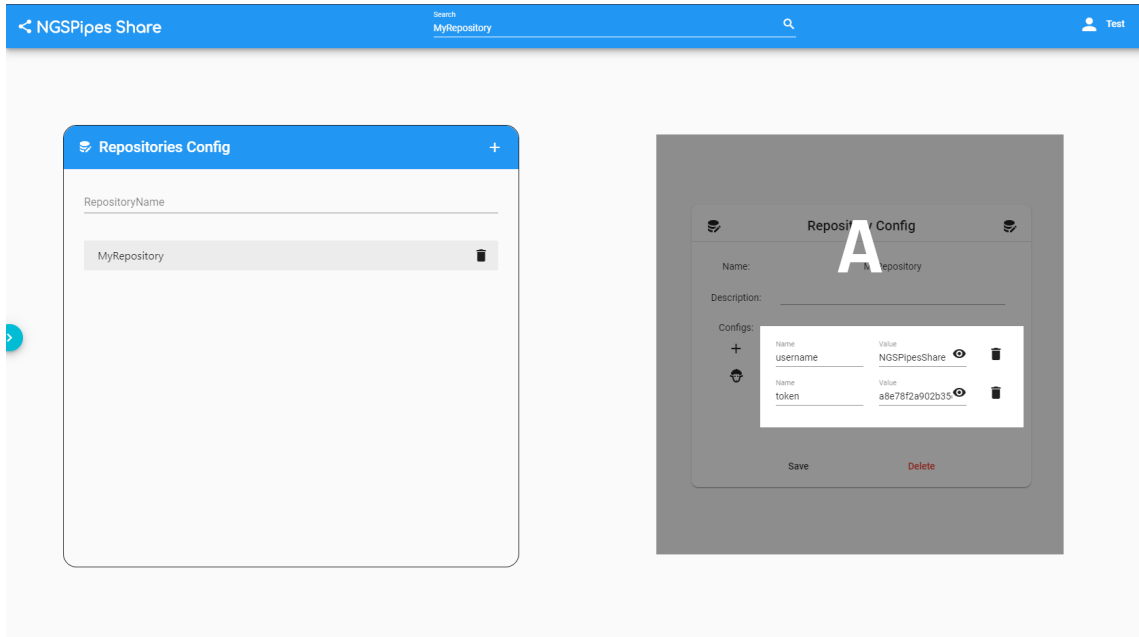 NGSPipes Share
Search
MyRepository
Test
Repositories Config
RepositoryName
MyRepository
A
Repository Config
Name: MyRepository
Description:
Configs:
Name Value
username NGSPipesShare
Name Value
token
Save Delete